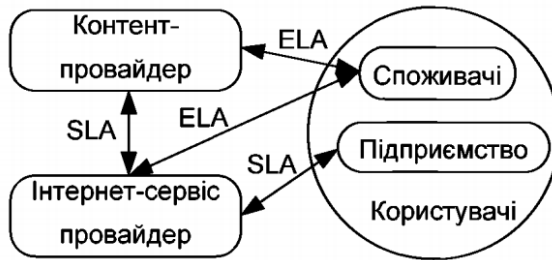 Контент-
провайдер
ELA
Споживачі
SLA
ELA
SLA
Підприємство
Інтернет-сервіс
провайдер
Користувачі